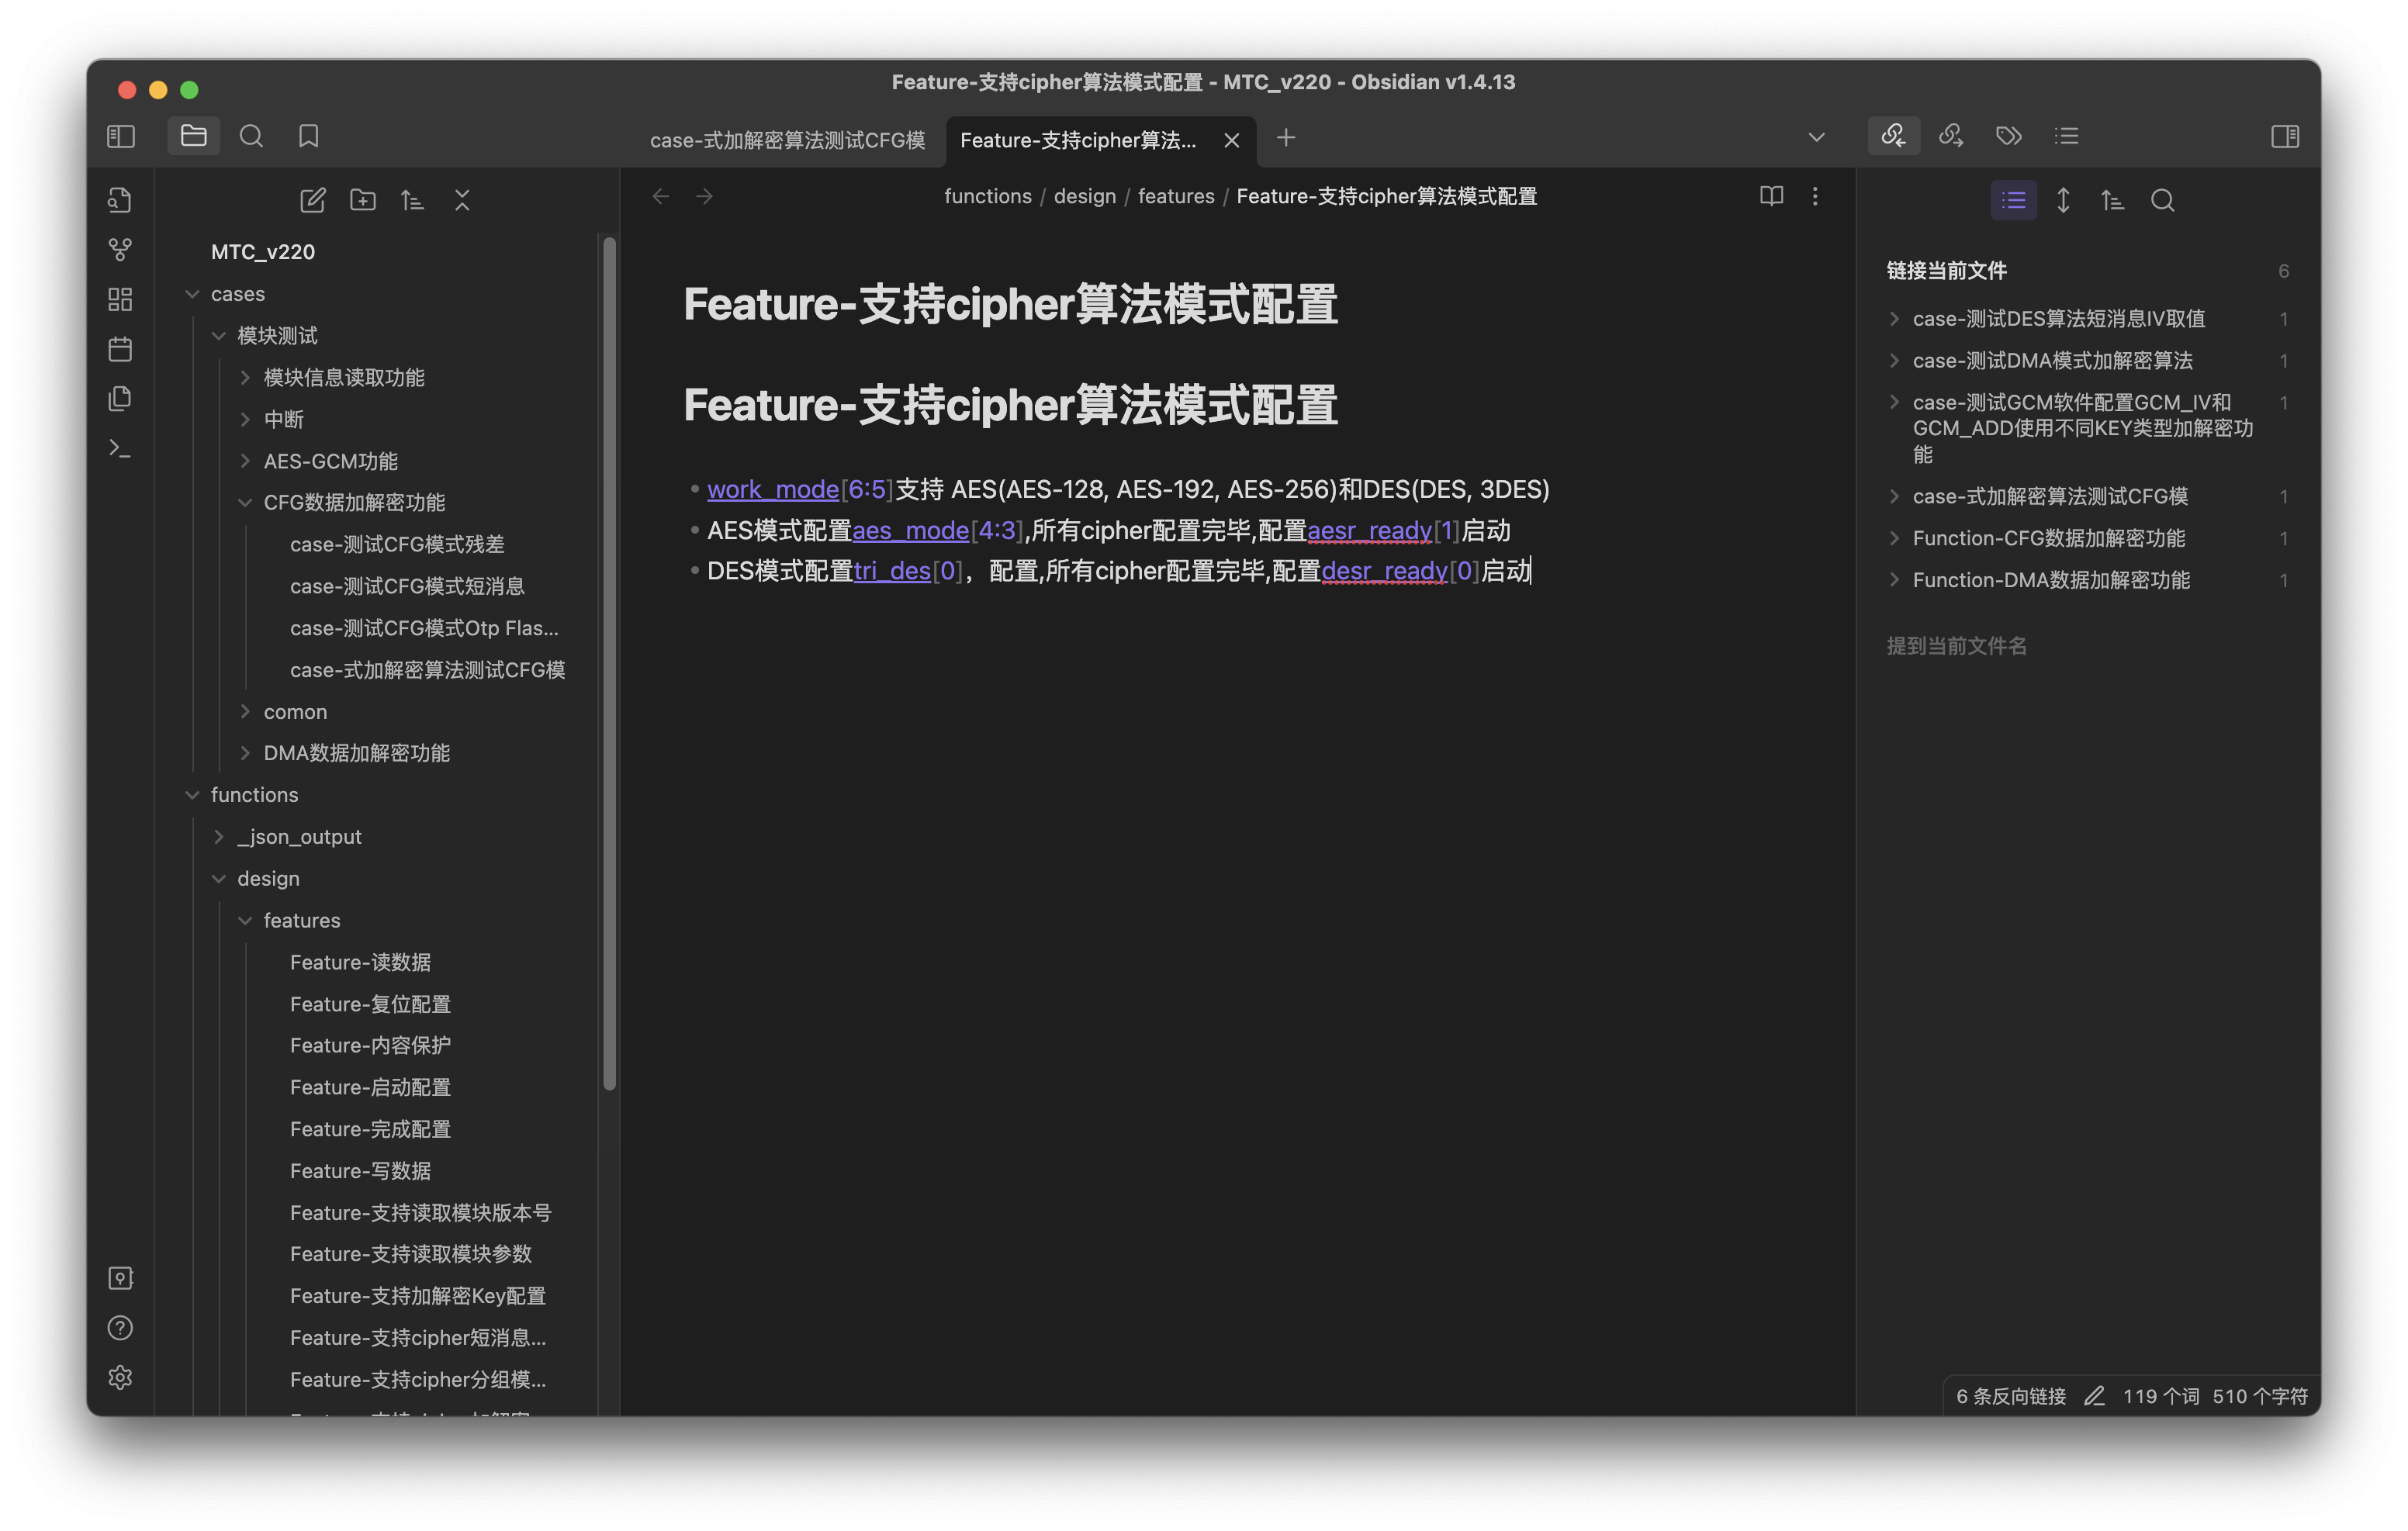 Feature-支持cipher算法模式配置 - MTC_v220 - Obsidian v1.4.13
case-式加解密算法测试CFG模
Feature-支持cipher算法...
MTC_v220
cases
模块测试
模块信息读取功能
中断
AES-GCM功能
CFG数据加解密功能
case-测试CFG模式残差
case-测试CFG模式短消息
case-测试CFG模式Otp Flas...
case-式加解密算法测试CFG模
comon
DMA数据加解密功能
functions
_json_output
design
features
Feature-读数据
Feature-复位配置
Feature-内容保护
Feature-启动配置
Feature-完成配置
Feature-写数据
Feature-支持读取模块版本号
Feature-支持读取模块参数
Feature-支持加解密Key配置
Feature-支持cipher短消息...
Feature-支持cipher分组模...
functions / design / features / Feature-支持cipher算法模式配置
Feature-支持cipher算法模式配置
Feature-支持cipher算法模式配置
• work_mode[6:5]支持 AES(AES-128, AES-192, AES-256)和DES(DES, 3DES)
• AES模式配置aes_mode[4:3],所有cipher配置完毕,配置aesr_ready[1]启动
• DES模式配置tri_des[0]，配置,所有cipher配置完毕,配置desr_ready[0]启动
链接当前文件 6
case-测试DES算法短消息IV取值 1
case-测试DMA模式加解密算法 1
case-测试GCM软件配置GCM_IV和 1
GCM_ADD使用不同KEY类型加解密功
能
case-式加解密算法测试CFG模 1
Function-CFG数据加解密功能 1
Function-DMA数据加解密功能 1
提到当前文件名
6 条反向链接 119 个词 510 个字符